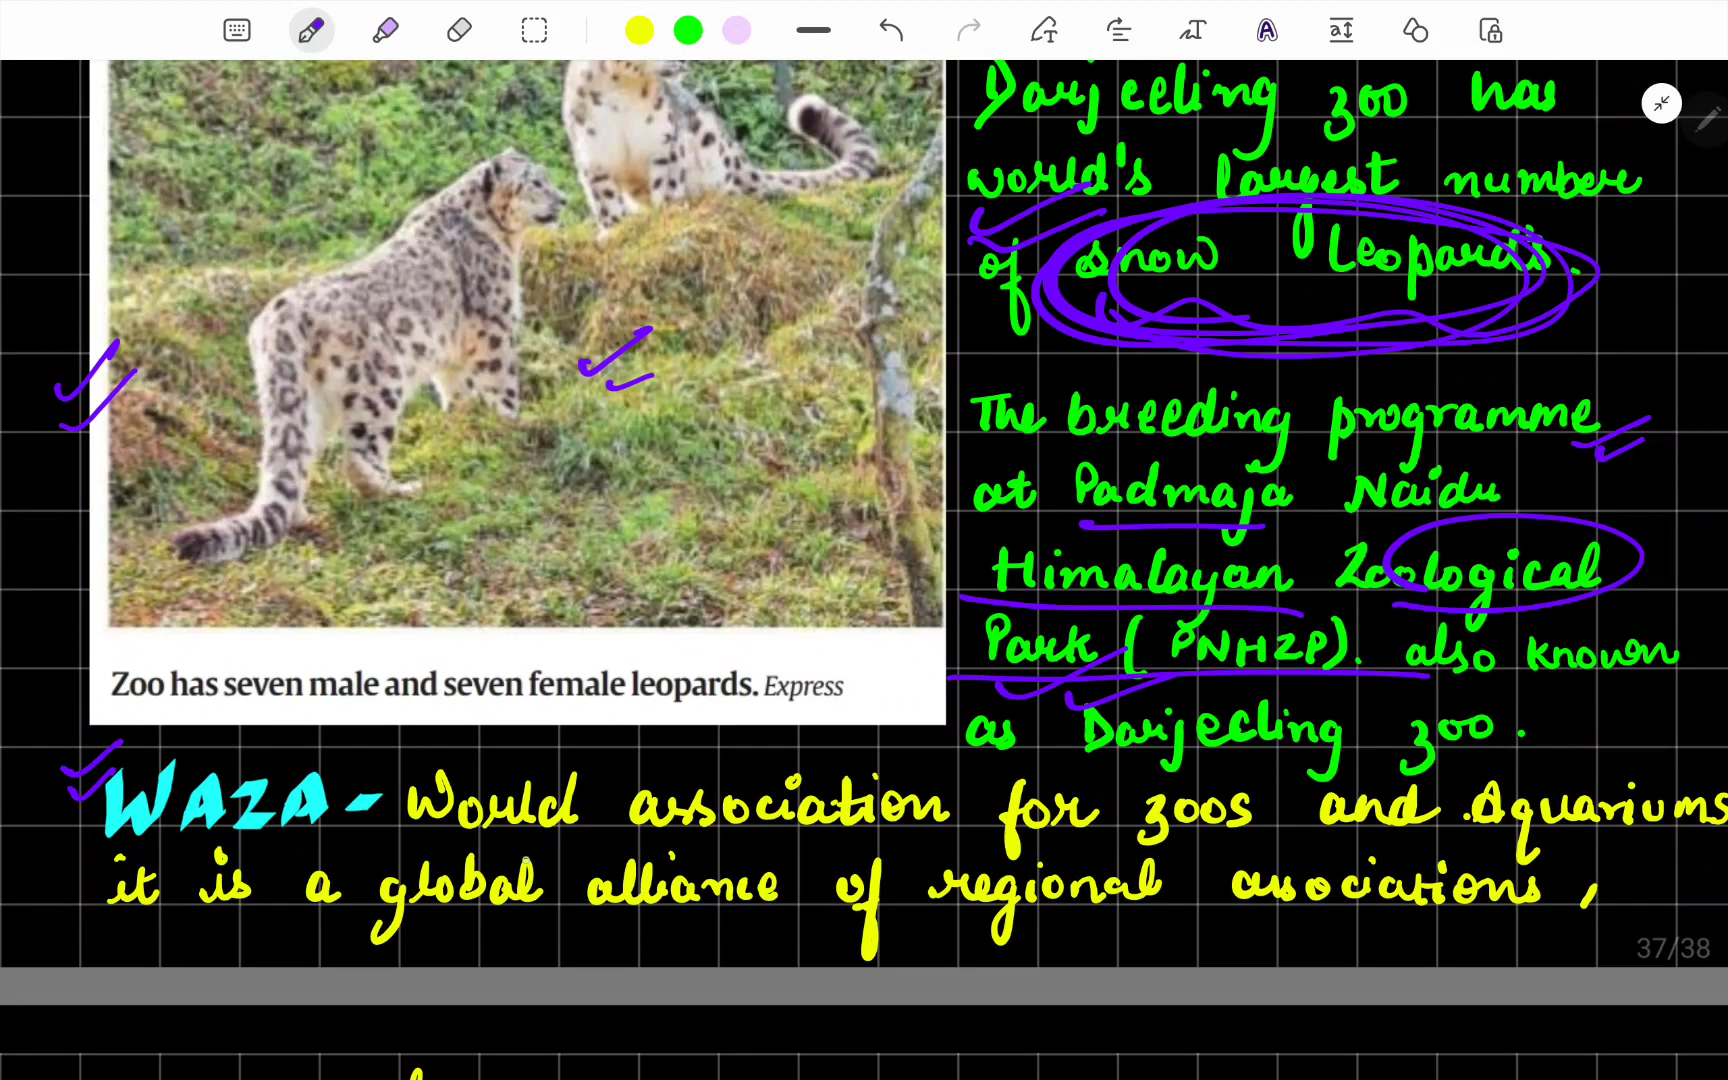 Darjeeling zoo has
world's largest number
of snow Leopards.
The breeding programme
at Padmaja Naidu
Himalayan Zoological
Park (PNHZP). also known
as Darjeeling zoo.
Zoo has seven male and seven female leopards. Express
WAZA - World association for zoos and Aquariums
it is a global alliance of regional associations,
37/38